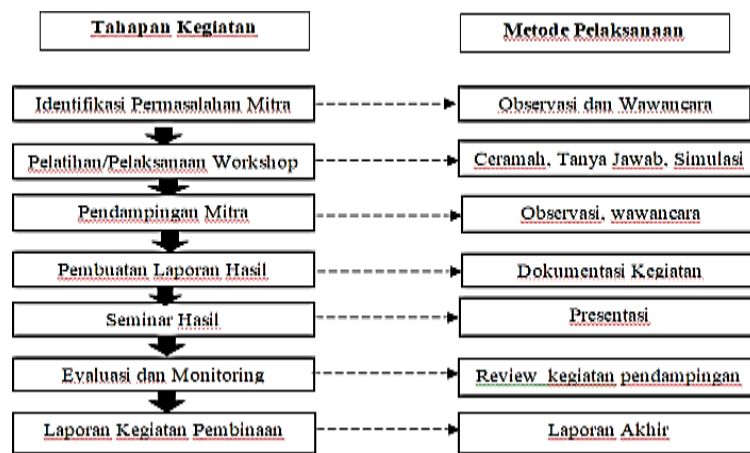 Tahapan Kegiatan
Metode Pelaksanaan
Identifikasi Permasalahan Mitra
Observasi dan Wawancara
Pelatihan/Pelaksanaan Workshop
Ceramah, Tanya Jawab, Simulasi
Pendampingan Mitra
Observasi, wawancara
Pembuatan Laporan Hasil
Dokumentasi Kegiatan
Seminar Hasil
Presentasi
Evaluasi dan Monitoring
Review kegiatan pendampingan
Laporan Kegiatan Pembinaan
Laporan Akhir